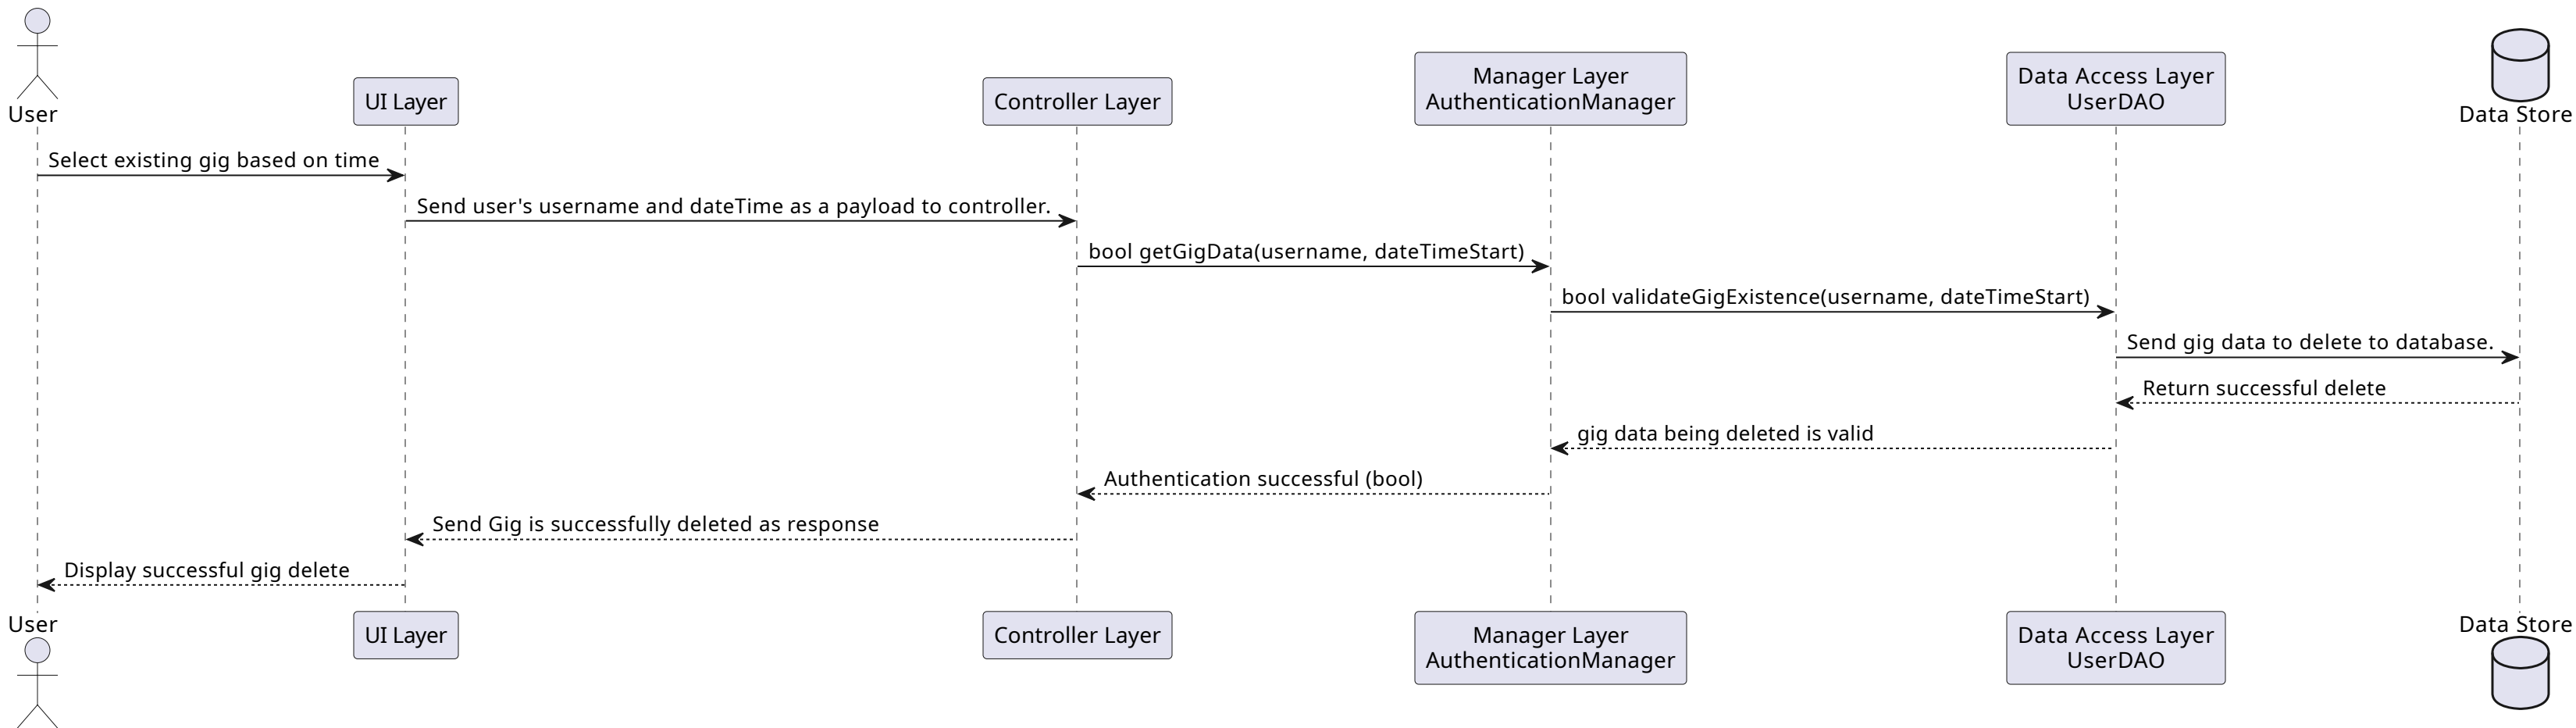 User
UI Layer
Controller Layer
Manager Layer
AuthenticationManager
Data Access Layer
UserDAO
Data Store
Select existing gig based on time
Send user's username and dateTime as a payload to controller.
bool getGigData(username, dateTimeStart)
bool validateGigExistence(username, dateTimeStart)
Send gig data to delete to database.
Return successful delete
gig data being deleted is valid
Authentication successful (bool)
Send Gig is successfully deleted as response
Display successful gig delete
User
UI Layer
Controller Layer
Manager Layer
AuthenticationManager
Data Access Layer
UserDAO
Data Store